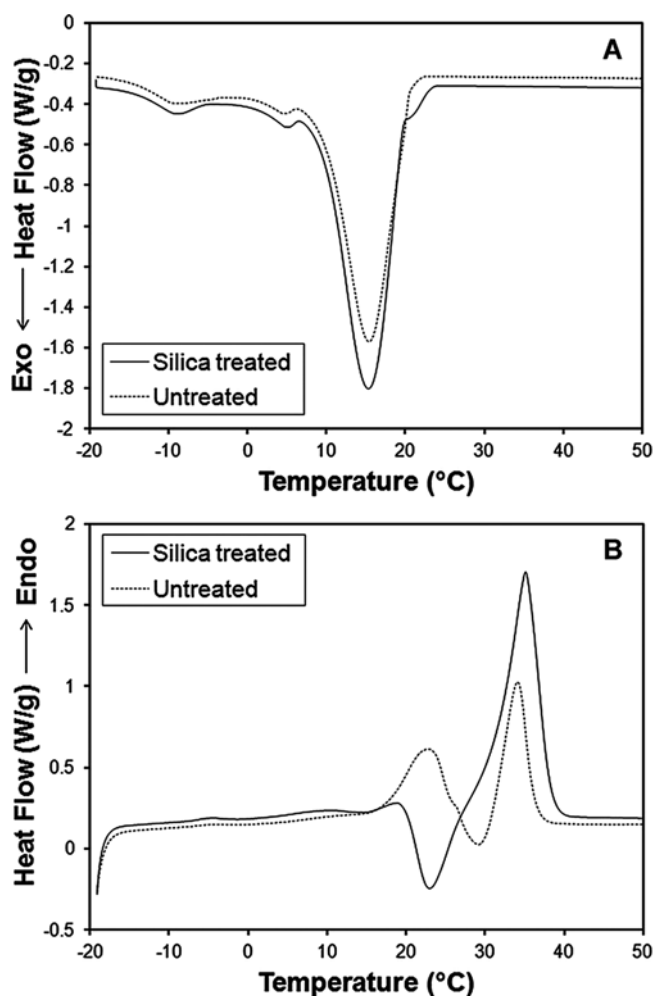 A
0
-0.2
-0.4
-0.6
-0.8
-1
-1.2
-1.4
-1.6
-1.8
-2
Exo ← Heat Flow (W/g)
Silica treated
Untreated
-20 -10 0 10 20 30 40 50
Temperature (°C)
B
2
1.5
1
0.5
0
-0.5
Heat Flow (W/g) → Endo
Silica treated
Untreated
-20 -10 0 10 20 30 40 50
Temperature (°C)